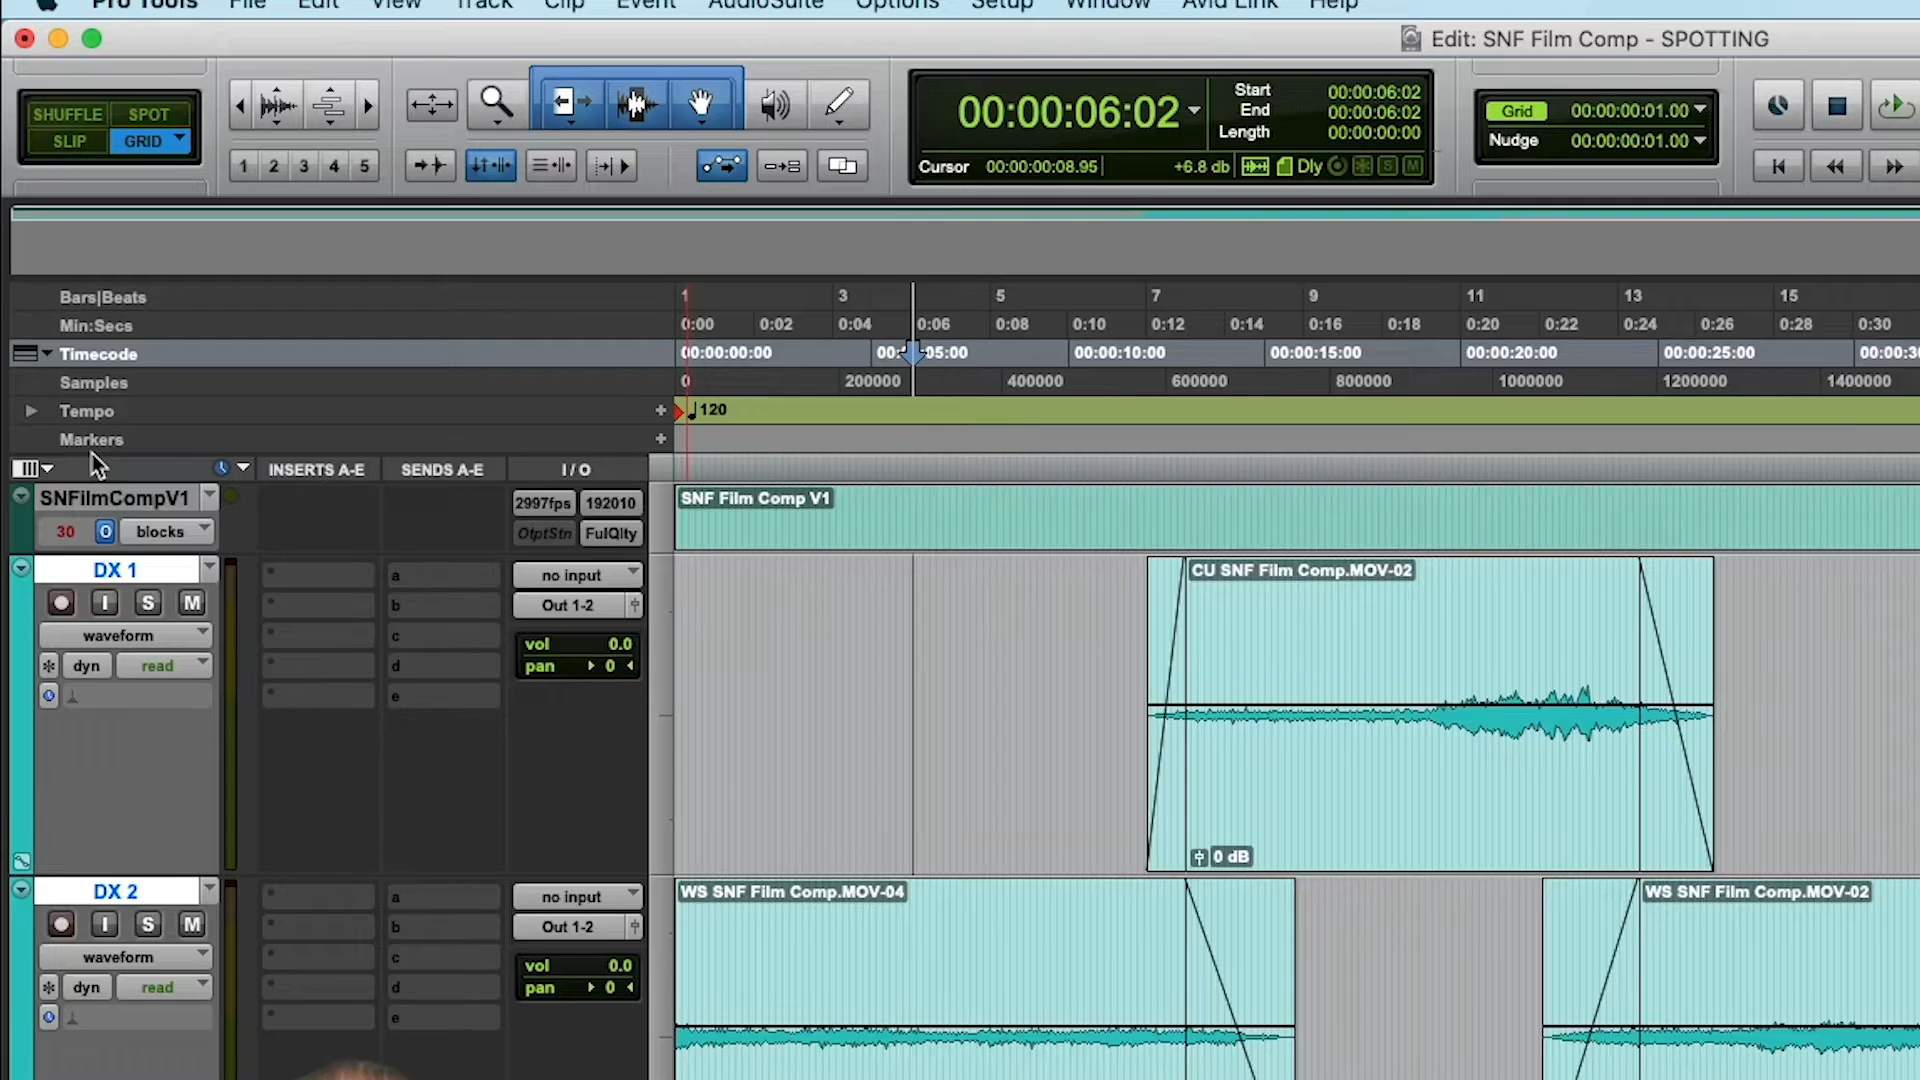 Pro Tools File Edit View Track Clip Event AudioSuite Options Setup Window Avid Link Help
Edit: SNF Film Comp - SPOTTING
SHUFFLE SPOT
SLIP GRID
1 2 3 4 5
00:00:06:02
Start 00:00:06:02
End 00:00:06:02
Length 00:00:00:00
Cursor 00:00:00:08.95 +6.8 db Dly S M
Grid 00:00:00:01.00
Nudge 00:00:00:01.00
Bars|Beats 1 3 5 7 9 11 13 15
Min:Secs 0:00 0:02 0:04 0:06 0:08 0:10 0:12 0:14 0:16 0:18 0:20 0:22 0:24 0:26 0:28 0:30
Timecode 00:00:00:00 00: 05:00 00:00:10:00 00:00:15:00 00:00:20:00 00:00:25:00 00:00:3
Samples 0 200000 400000 600000 800000 1000000 1200000 1400000
Tempo + 120
Markers +
INSERTS A-E SENDS A-E I / O
SNFilmCompV1 2997fps 192010 SNF Film Comp V1
30 O blocks OtptStn FulQlty
DX 1 a no input CU SNF Film Comp.MOV-02
I S M b Out 1-2
waveform c vol 0.0
dyn read d pan 0
e
0 dB
DX 2 a no input WS SNF Film Comp.MOV-04 WS SNF Film Comp.MOV-02
I S M b Out 1-2
waveform c vol 0.0
dyn read d pan 0
e